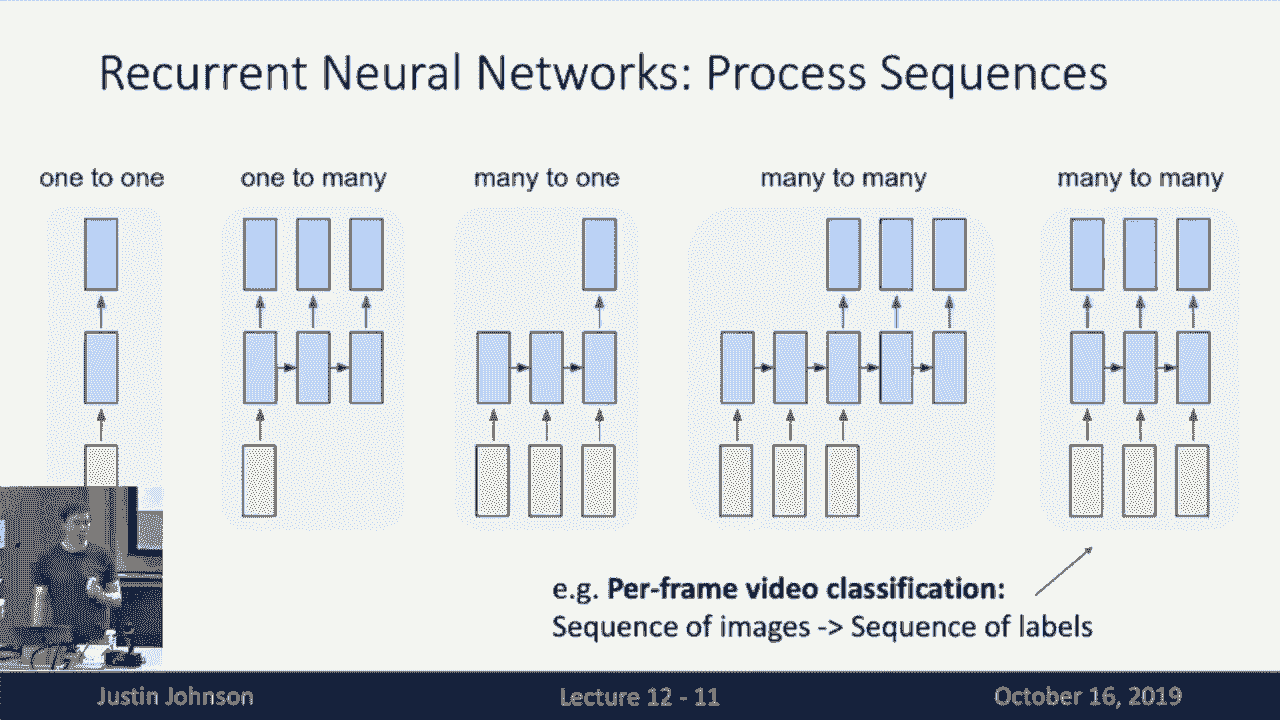 Recurrent Neural Networks: Process Sequences
one to one
one to many
many to one
many to many
many to many
e.g. Per-frame video classification:
Sequence of images -> Sequence of labels
Justin Johnson
Lecture 12 - 11
October 16, 2019